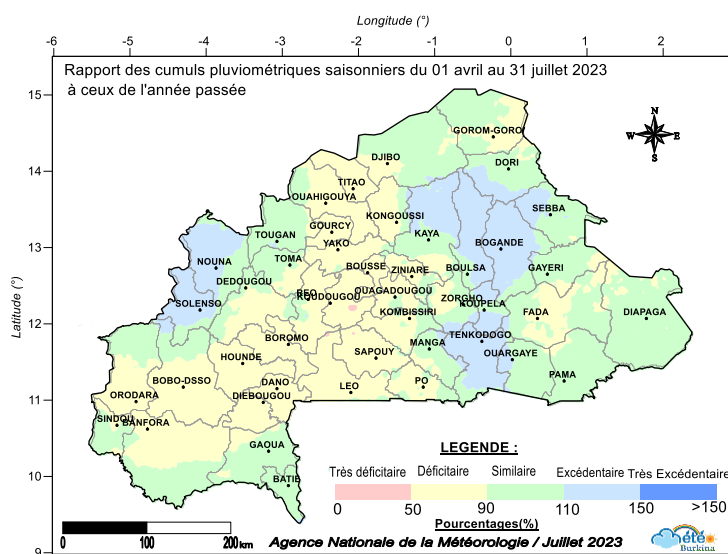 Longitude (°)
-6 -5 -4 -3 -2 -1 0 1 2
Rapport des cumuls pluviométriques saisonniers du 01 avril au 31 juillet 2023
à ceux de l'année passée
15
N
W E
S
GOROM-GORO
DJIBO
DORI
14
TITAO
OUAHIGOUYA
SEBBA
KONGOUSSI
GOURCY
TOUGAN
KAYA
13
YAKO
BOGANDE
TOMA
NOUNA
BOUSSE
ZINIARE
BOULSA
GAYERI
DEDOUGOU
Latitude (°)
REO
KOUDOUGOU
OUAGADOUGOU
ZORGHO
KOUPELA
SOLENSO
KOMBISSIRI
FADA
DIAPAGA
12
TENKODOGO
BOROMO
MANGA
SAPOUY
OUARGAYE
HOUNDE
PAMA
BOBO-DSSO
DANO
LEO
PO
ORODARA
DIEBOUGOU
11
SINDOU
BANFORA
GAOUA
LEGENDE :
10
BATIE
Très déficitaire Déficitaire Similaire Excédentaire Très Excédentaire
0 50 90 110 150 >150
Pourcentages(%)
0 100 200 km
Agence Nationale de la Météorologie / Juillet 2023
météo
Burkina
9